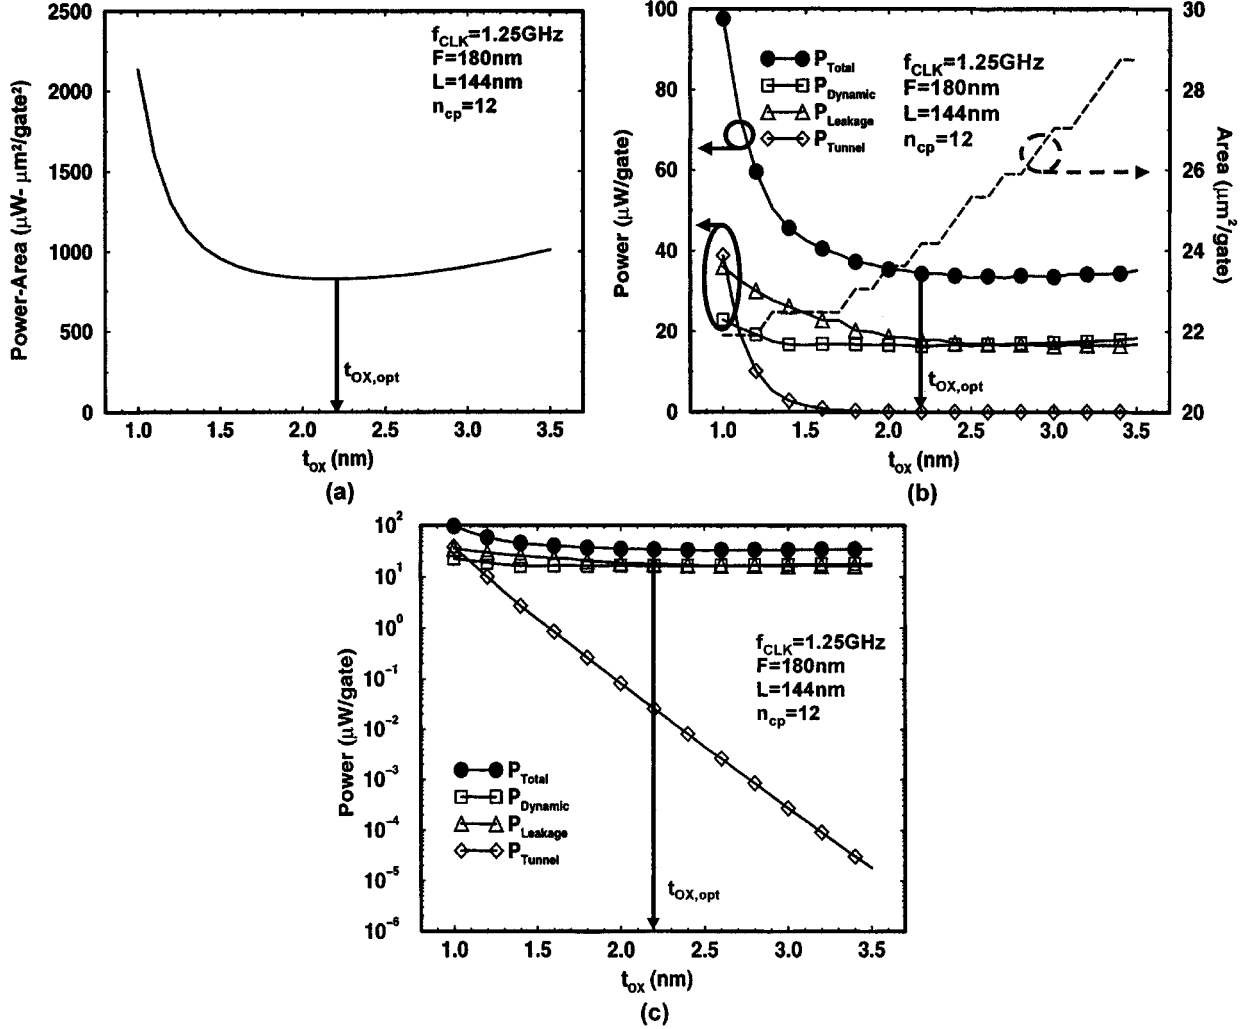 2500
2000
1500
1000
500
0
Power-Area (μW- μm²/gate²)
f_CLK=1.25GHz
F=180nm
L=144nm
n_cp=12
t_OX,opt
1.0 1.5 2.0 2.5 3.0 3.5
t_OX (nm)
(a)
100
80
60
40
20
0
Power (μW/gate)
P_Total
P_Dynamic
P_Leakage
P_Tunnel
f_CLK=1.25GHz
F=180nm
L=144nm
n_cp=12
t_OX,opt
30
29
28
27
26
25
24
23
22
21
20
Area (μm²/gate)
1.0 1.5 2.0 2.5 3.0 3.5
t_OX (nm)
(b)
10²
10¹
10⁰
10⁻¹
10⁻²
10⁻³
10⁻⁴
10⁻⁵
10⁻⁶
Power (μW/gate)
f_CLK=1.25GHz
F=180nm
L=144nm
n_cp=12
P_Total
P_Dynamic
P_Leakage
P_Tunnel
t_OX,opt
1.0 1.5 2.0 2.5 3.0 3.5
t_OX (nm)
(c)